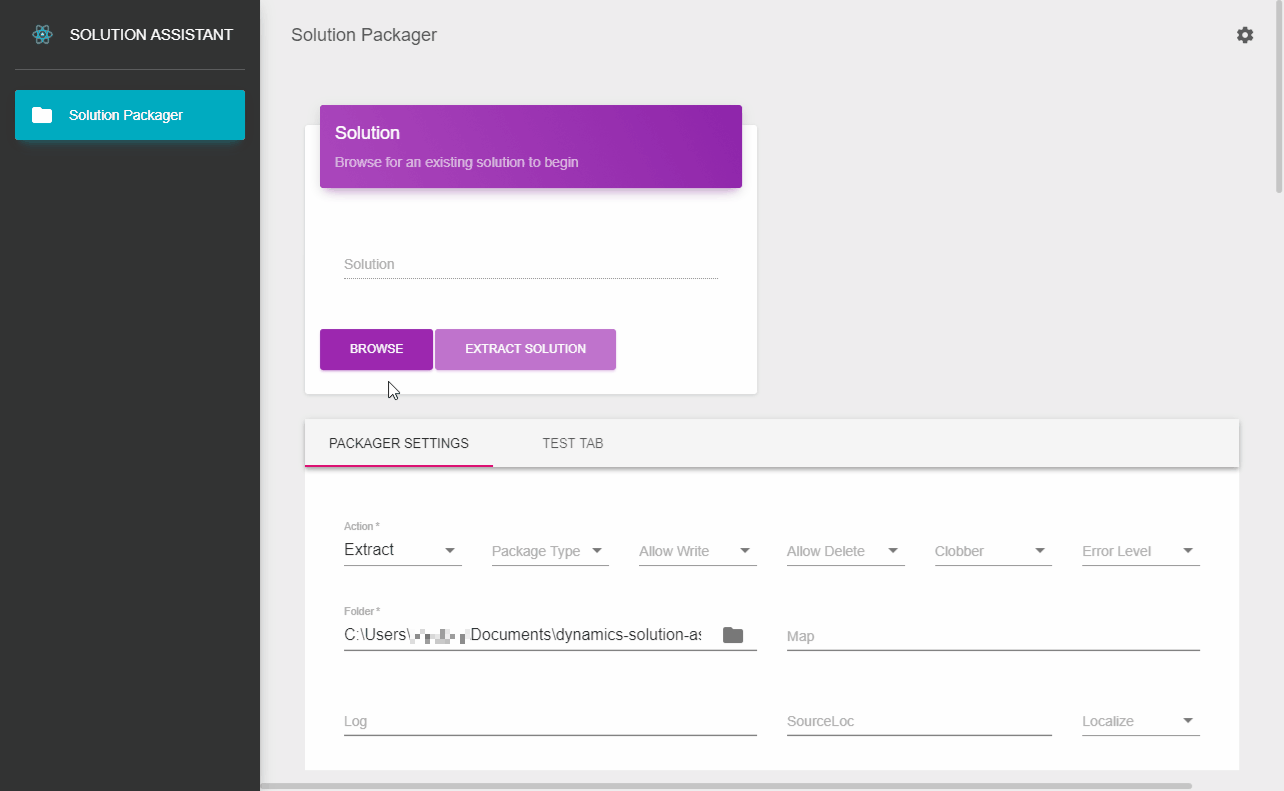 SOLUTION ASSISTANT
Solution Packager
Solution Packager
Solution
Browse for an existing solution to begin
Solution
BROWSE EXTRACT SOLUTION
PACKAGER SETTINGS TEST TAB
Action *
Extract Package Type Allow Write Allow Delete Clobber Error Level
Folder *
C:\Users\ Documents\dynamics-solution-as Map
Log SourceLoc Localize